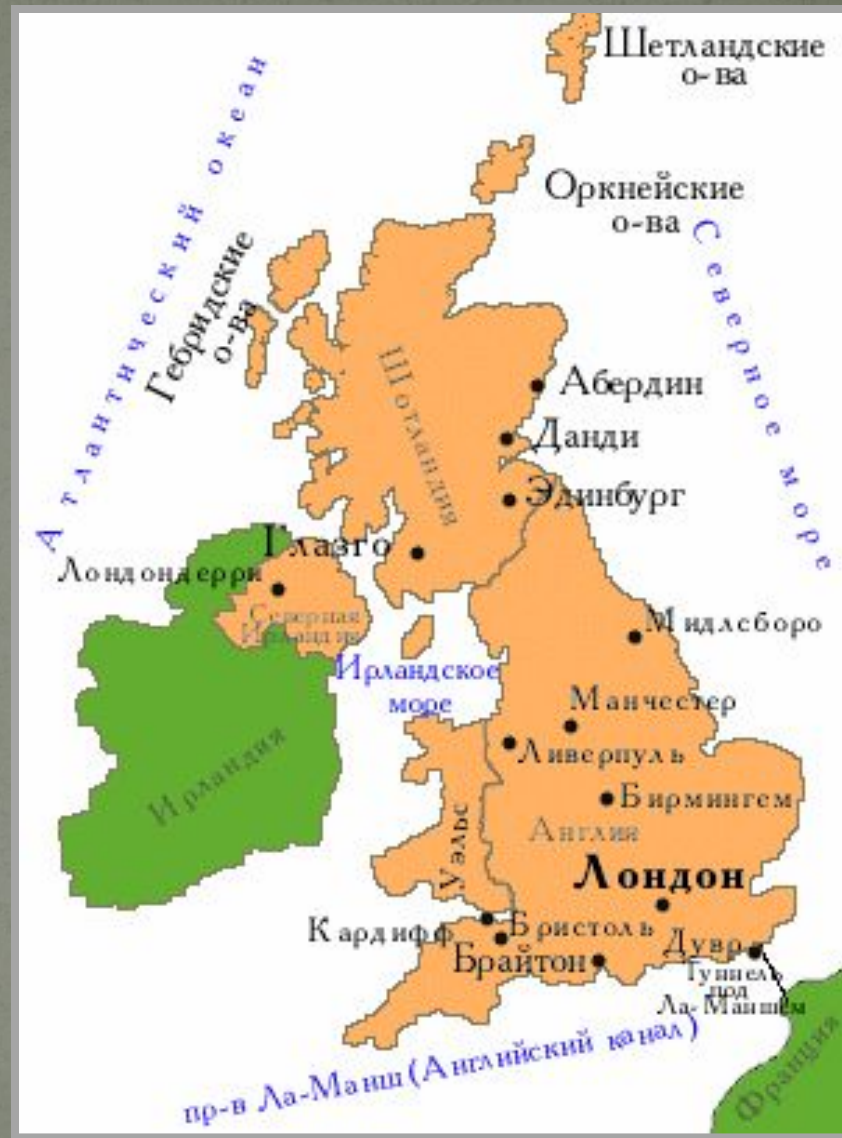 Шетландские
о-ва
Оркнейские
о-ва
Атлантический океан
Северное море
Гебридские
о-ва
Шотландия
Абердин
Данди
Эдинбург
Глазго
Лондондерри
Северная
Ирландия
Мидлсборо
Ирландское
море
Манчестер
Ливерпуль
Ирландия
Бирмингем
Англия
Уэльс
Лондон
Кардифф
Бристоль
Дувр
Брайтон
Туннель
под
Ла-Маншем
пр-в Ла-Манш (Английский канал)
Франция